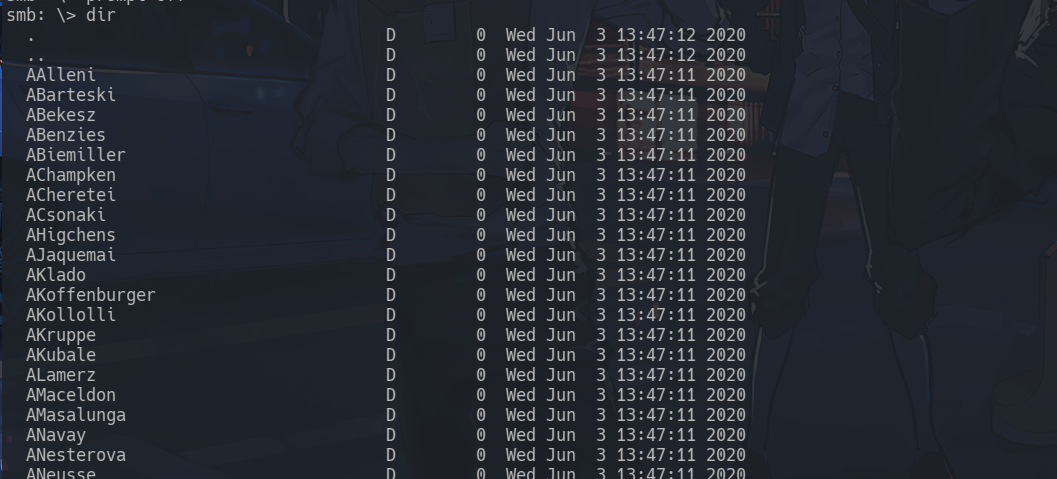 smb: \> dir
  .                                   D        0  Wed Jun  3 13:47:12 2020
  ..                                  D        0  Wed Jun  3 13:47:12 2020
  AAlleni                             D        0  Wed Jun  3 13:47:11 2020
  ABarteski                           D        0  Wed Jun  3 13:47:11 2020
  ABekesz                             D        0  Wed Jun  3 13:47:11 2020
  ABenzies                            D        0  Wed Jun  3 13:47:11 2020
  ABiemiller                          D        0  Wed Jun  3 13:47:11 2020
  AChampken                           D        0  Wed Jun  3 13:47:11 2020
  ACheretei                           D        0  Wed Jun  3 13:47:11 2020
  ACsonaki                            D        0  Wed Jun  3 13:47:11 2020
  AHigchens                           D        0  Wed Jun  3 13:47:11 2020
  AJaquemai                           D        0  Wed Jun  3 13:47:11 2020
  AKlado                              D        0  Wed Jun  3 13:47:11 2020
  AKoffenburger                       D        0  Wed Jun  3 13:47:11 2020
  AKollolli                           D        0  Wed Jun  3 13:47:11 2020
  AKruppe                             D        0  Wed Jun  3 13:47:11 2020
  AKubale                             D        0  Wed Jun  3 13:47:11 2020
  ALamerz                             D        0  Wed Jun  3 13:47:11 2020
  AMaceldon                           D        0  Wed Jun  3 13:47:11 2020
  AMasalunga                          D        0  Wed Jun  3 13:47:11 2020
  ANavay                              D        0  Wed Jun  3 13:47:11 2020
  ANesterova                          D        0  Wed Jun  3 13:47:11 2020
  ANeusse                             D        0  Wed Jun  3 13:47:11 2020